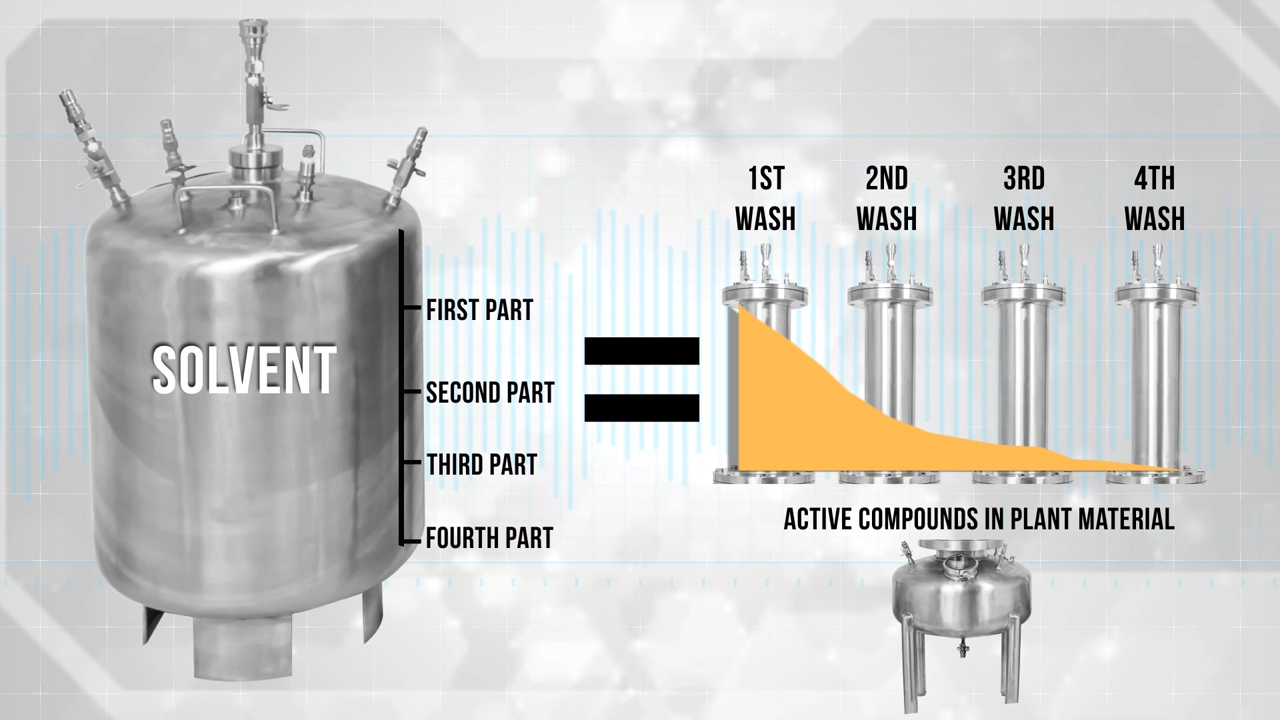 SOLVENT
FIRST PART
SECOND PART
THIRD PART
FOURTH PART
1ST
WASH
2ND
WASH
3RD
WASH
4TH
WASH
ACTIVE COMPOUNDS IN PLANT MATERIAL